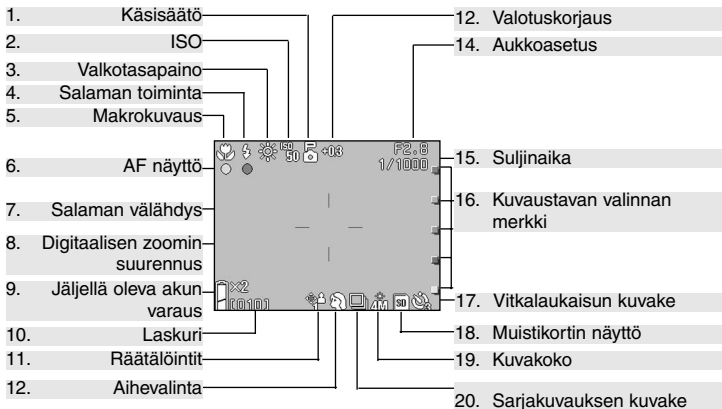 1. Käsisäätö
2. ISO
3. Valkotasapaino
4. Salaman toiminta
5. Makrokuvaus
6. AF näyttö
7. Salaman välähdys
8. Digitaalisen zoomin
suurennus
9. Jäljellä oleva akun
varaus
10. Laskuri
11. Räätälöintit
12. Aihevalinta
12. Valotuskorjaus
14. Aukkoasetus
15. Suljinaika
16. Kuvaustavan valinnan
merkki
17. Vitkalaukaisun kuvake
18. Muistikortin näyttö
19. Kuvakoko
20. Sarjakuvauksen kuvake
ISO
50
P
+0.3
F2.8
1/1000
×2
[010]
1
4M
SD
3